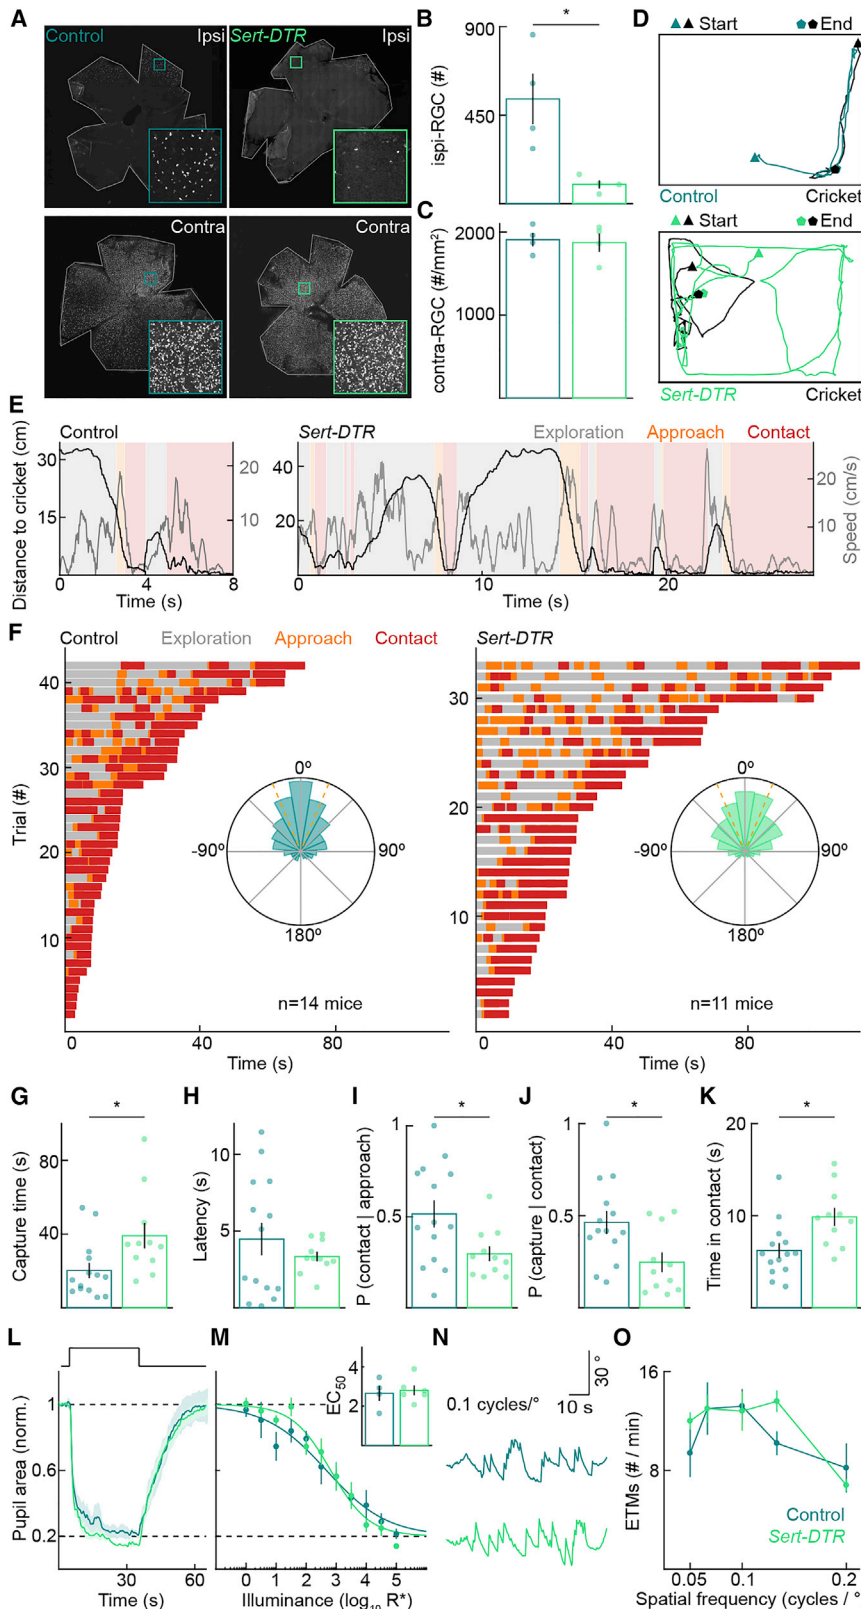 A
Control
Ipsi
Sert-DTR
Ipsi
Contra
Contra
B
900
450
ispi-RGC (#)
*
C
2000
1000
contra-RGC (#/mm²)
D
Start
End
Control
Cricket
Start
End
Sert-DTR
Cricket
E
Control
Sert-DTR
Exploration
Approach
Contact
Distance to cricket (cm)
30
15
20
10
0
4
8
Time (s)
40
20
0
10
20
Time (s)
20
10
Speed (cm/s)
F
Control
Exploration
Approach
Contact
Sert-DTR
Trial (#)
40
30
20
10
0º
-90º
90º
180º
n=14 mice
0
40
80
Time (s)
30
20
10
0º
-90º
90º
180º
n=11 mice
0
40
80
Time (s)
G
*
Capture time (s)
80
40
H
Latency (s)
10
5
I
*
P (contact | approach)
1
0.5
J
*
P (capture | contact)
1
0.5
K
*
Time in contact (s)
20
10
0
L
Pupil area (norm.)
1
0.6
0.2
30
60
Time (s)
M
1
0.6
0.2
EC50
4
2
0
1
2
3
4
5
Illuminance (log10 R*)
N
0.1 cycles/°
30 °
10 s
O
ETMs (# / min)
16
8
Control
Sert-DTR
0.05
0.1
0.2
Spatial frequency (cycles / °)